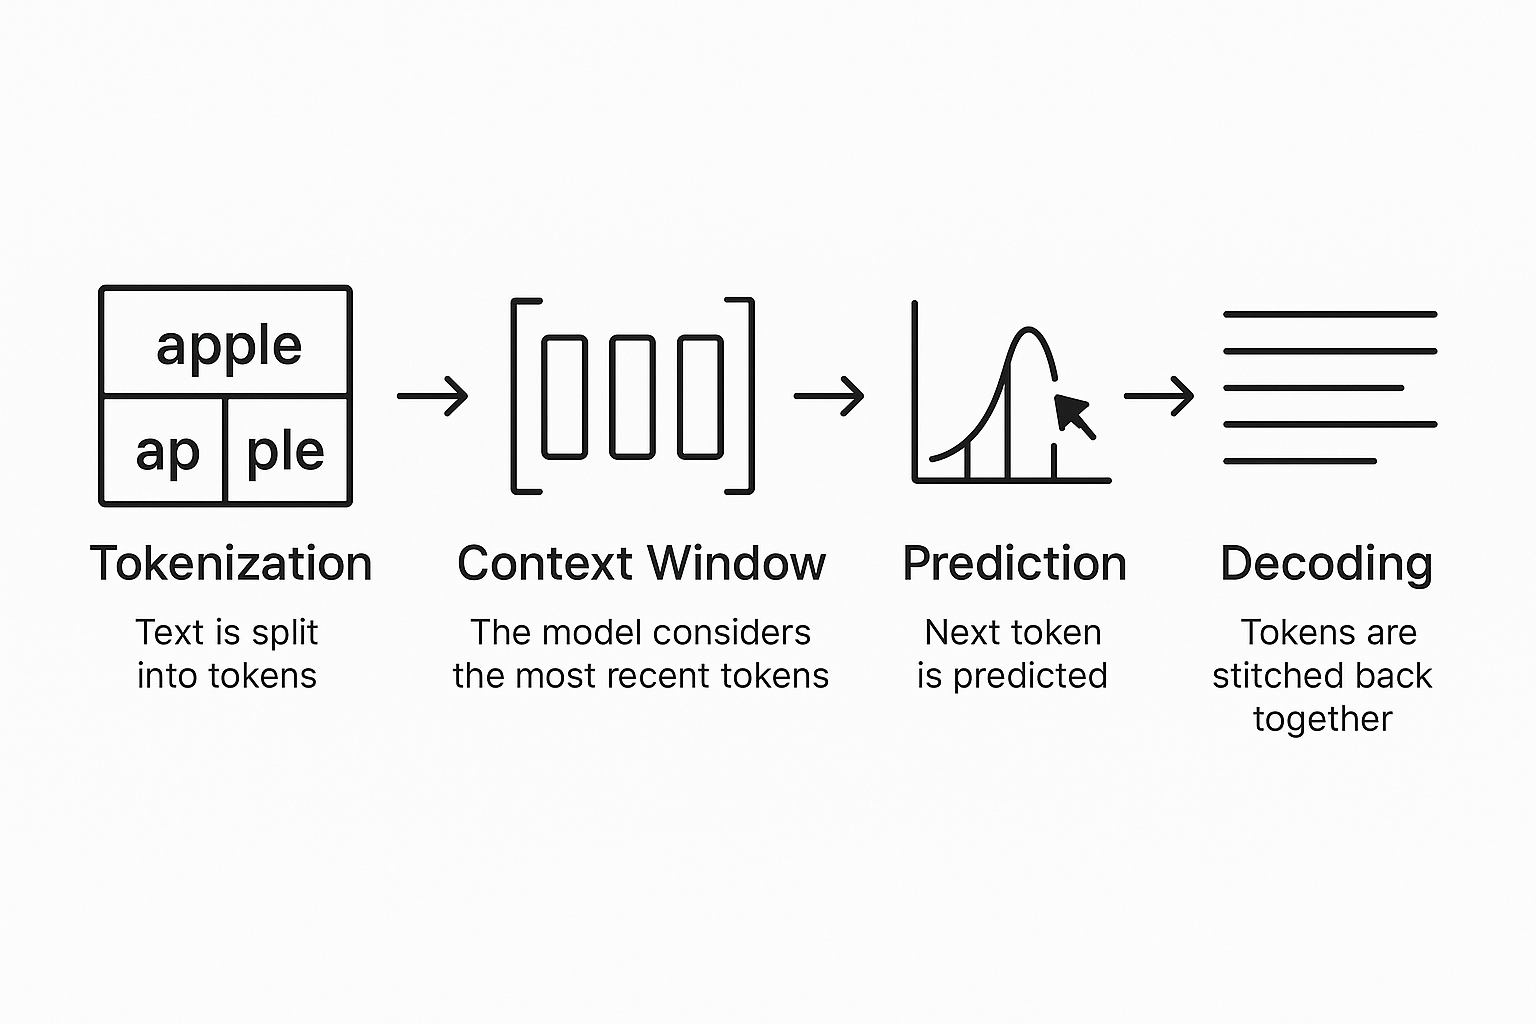 apple
ap ple
Tokenization
Text is split
into tokens
Context Window
The model considers
the most recent tokens
Prediction
Next token
is predicted
Decoding
Tokens are
stitched back
together